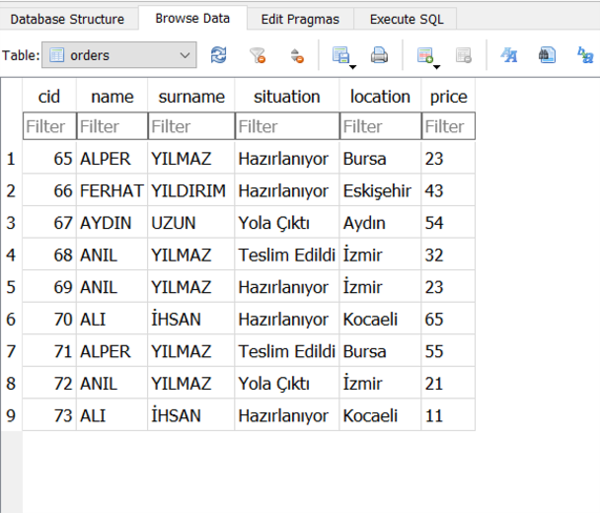 Database Structure Browse Data Edit Pragmas Execute SQL
Table: orders
cid name surname situation location price
Filter Filter Filter Filter Filter Filter
1 65 ALPER YILMAZ Hazırlanıyor Bursa 23
2 66 FERHAT YILDIRIM Hazırlanıyor Eskişehir 43
3 67 AYDIN UZUN Yola Çıktı Aydın 54
4 68 ANIL YILMAZ Teslim Edildi İzmir 32
5 69 ANIL YILMAZ Hazırlanıyor İzmir 23
6 70 ALI İHSAN Hazırlanıyor Kocaeli 65
7 71 ALPER YILMAZ Teslim Edildi Bursa 55
8 72 ANIL YILMAZ Yola Çıktı İzmir 21
9 73 ALI İHSAN Hazırlanıyor Kocaeli 11